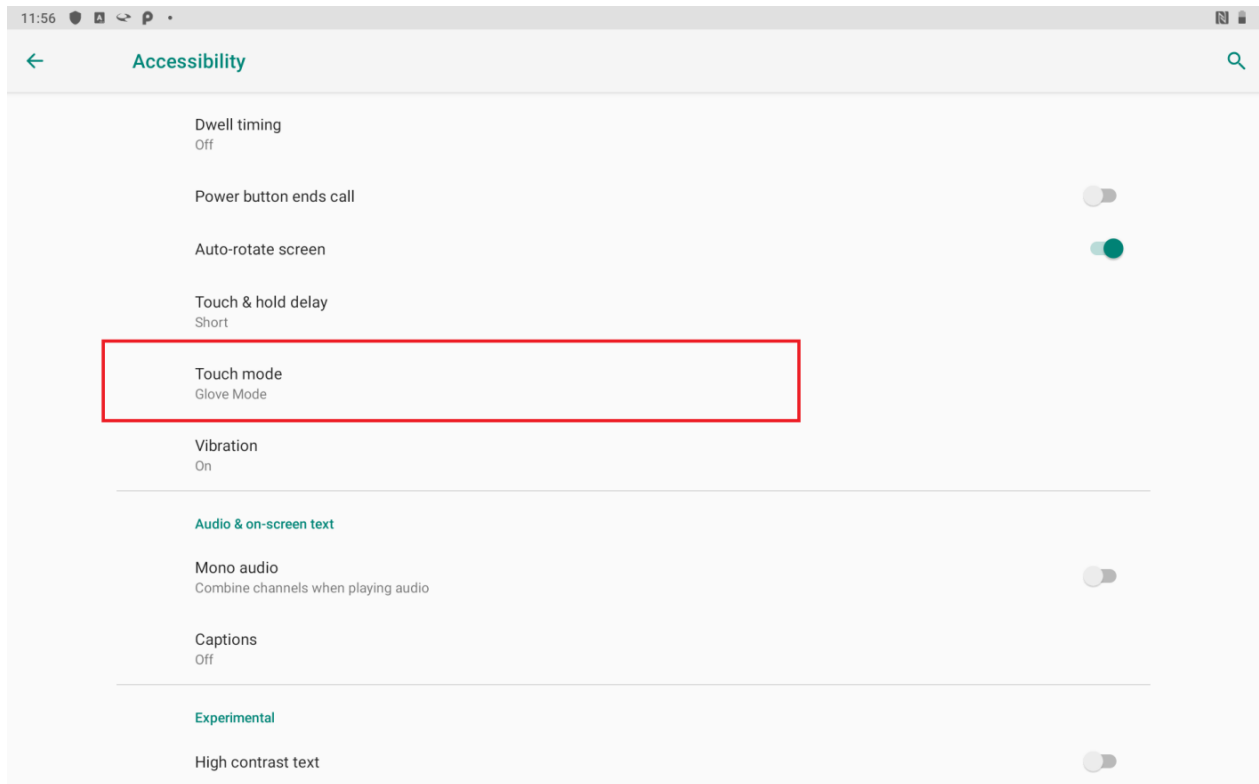 11:56
Accessibility
Dwell timing
Off
Power button ends call
Auto-rotate screen
Touch & hold delay
Short
Touch mode
Glove Mode
Vibration
On
Audio & on-screen text
Mono audio
Combine channels when playing audio
Captions
Off
Experimental
High contrast text